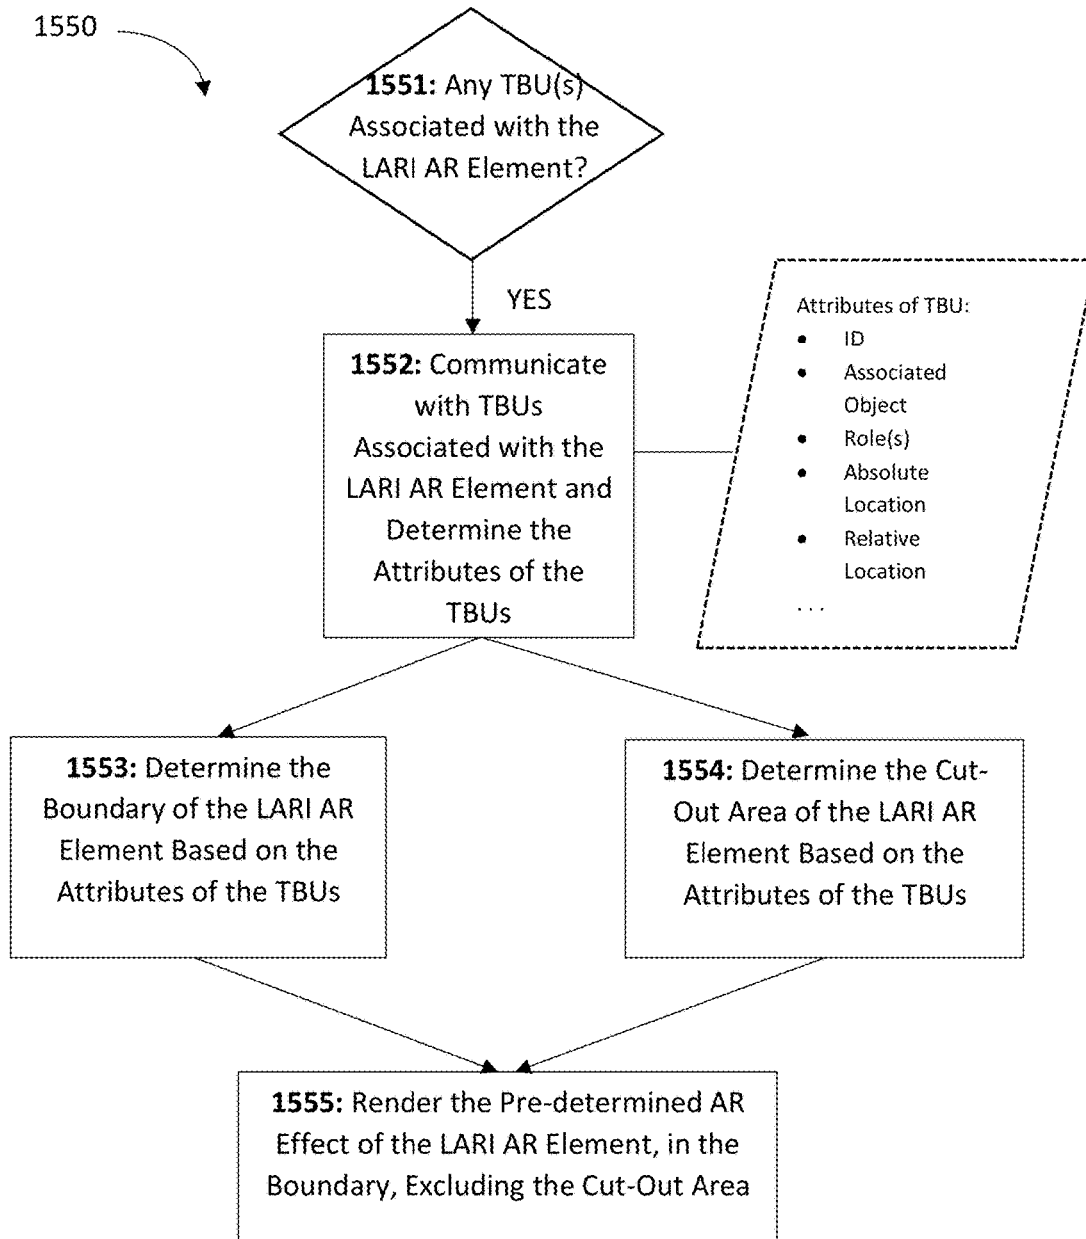 1550
1551: Any TBU(s)
Associated with the
LARI AR Element?
YES
1552: Communicate
with TBUs
Associated with the
LARI AR Element and
Determine the
Attributes of the
TBUs
Attributes of TBU:
• ID
• Associated
Object
• Role(s)
• Absolute
Location
• Relative
Location
. . .
1553: Determine the
Boundary of the LARI AR
Element Based on the
Attributes of the TBUs
1554: Determine the Cut-
Out Area of the LARI AR
Element Based on the
Attributes of the TBUs
1555: Render the Pre-determined AR
Effect of the LARI AR Element, in the
Boundary, Excluding the Cut-Out Area